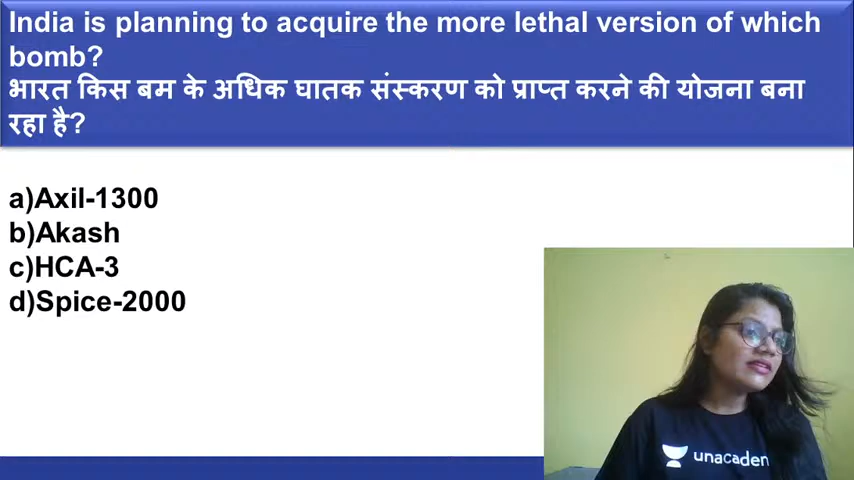 India is planning to acquire the more lethal version of which
bomb?
भारत किस बम के अधिक घातक संस्करण को प्राप्त करने की योजना बना
रहा है?
a)Axil-1300
b)Akash
c)HCA-3
d)Spice-2000
unacadem